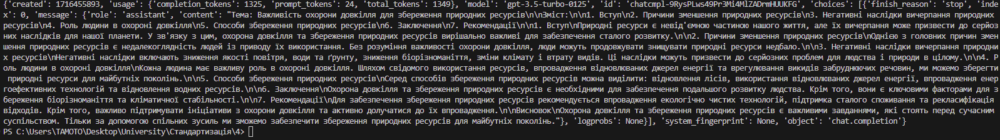 {'created': 1716455893, 'usage': {'completion_tokens': 1325, 'prompt_tokens': 24, 'total_tokens': 1349}, 'model': 'gpt-3.5-turbo-0125', 'id': 'chatcmpl-9RysPLws49Pr3Mi4MlZADrmHUUKFG', 'choices': [{'finish_reason': 'stop', 'inde
x': 0, 'message': {'role': 'assistant', 'content': "Тема: Важливість охорони довкілля для збереження природних ресурсів\n\nЗміст:\n\n1. Вступ\n2. Причини зменшення природних ресурсів\n3. Негативні наслідки вичерпання природних
ресурсів\n4. Роль людини в охороні довкілля\n5. Способи збереження природних ресурсів\n6. Заключення\n7. Рекомендації\n\n1. Вступ\nПриродні ресурси є невід'ємною частиною нашого життя, але їх вичерпання може призвести до серйоз
них наслідків для нашої планети. У зв'язку з цим, охорона довкілля та збереження природних ресурсів вирішально важливі для забезпечення сталого розвитку.\n\n2. Причини зменшення природних ресурсів\nОднією з головних причин змен
шення природних ресурсів є недалекоглядність людей із приводу їх використання. Без розуміння важливості охорони довкілля, люди можуть продовжувати знищувати природні ресурси недбало.\n\n3. Негативні наслідки вичерпання природни
х ресурсів\nНегативні наслідки включають зниження якості повітря, води та ґрунту, зниження біорізноманіття, зміни клімату і втрату видів. Ці наслідки можуть призвести до серйозних проблем для людства і природи в цілому.\n\n4. Р
оль людини в охороні довкілля\nКожна людина має важливу роль в охороні довкілля. Шляхом свідомого використання ресурсів, впровадження відновлюваних джерел енергії та врегулювання викидів забруднюючих речовин, ми можемо зберегти
природні ресурси для майбутніх поколінь.\n\n5. Способи збереження природних ресурсів\nСеред способів збереження природних ресурсів можна виділити: відновлення лісів, використання відновлюваних джерел енергії, впровадження енер
гоефективних технологій та відновлення водних ресурсів.\n\n6. Заключення\nОхорона довкілля та збереження природних ресурсів є необхідними для забезпечення подальшого розвитку людства. Крім того, вони є ключовими факторами для з
береження біорізноманіття та кліматичної стабільності.\n\n7. Рекомендації\nДля забезпечення збереження природних ресурсів рекомендується впровадження екологічно чистих технологій, підтримка сталого споживання та рекласифікація
відходів. Крім того, важливо підтримувати ініціативи з охорони довкілля та активно долучатися до їх впровадження.\n\nВисновок\nОхорона довкілля та збереження природних ресурсів є важливими завданнями, які стоять перед сучасним
суспільством. Тільки за допомогою спільних зусиль ми зможемо забезпечити збереження природних ресурсів для майбутніх поколінь."}, 'logprobs': None}], 'system_fingerprint': None, 'object': 'chat.completion'}
PS C:\Users\TAMOTO\Desktop\University\Стандартизація\4>